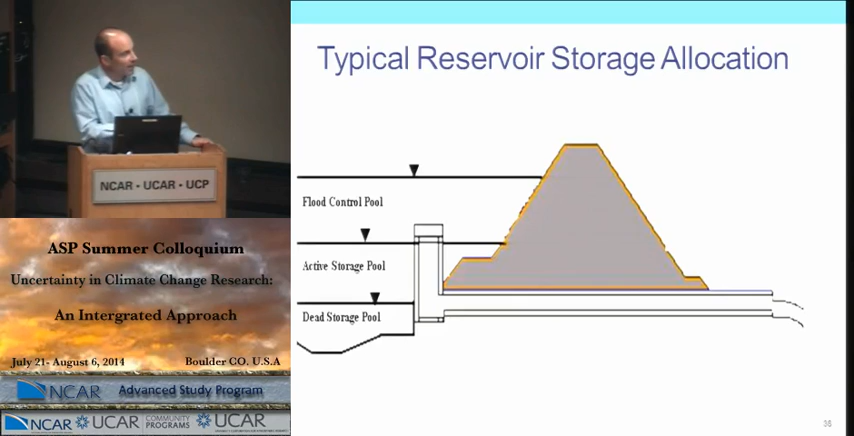 Typical Reservoir Storage Allocation
NCAR - UCAR - UCP
Flood Control Pool
Active Storage Pool
Dead Storage Pool
ASP Summer Colloquium
Uncertainty in Climate Change Research:
An Intergrated Approach
July 21- August 6, 2014 Boulder CO. U.S.A
NCAR Advanced Study Program
NCAR UCAR COMMUNITY PROGRAMS UCAR
38